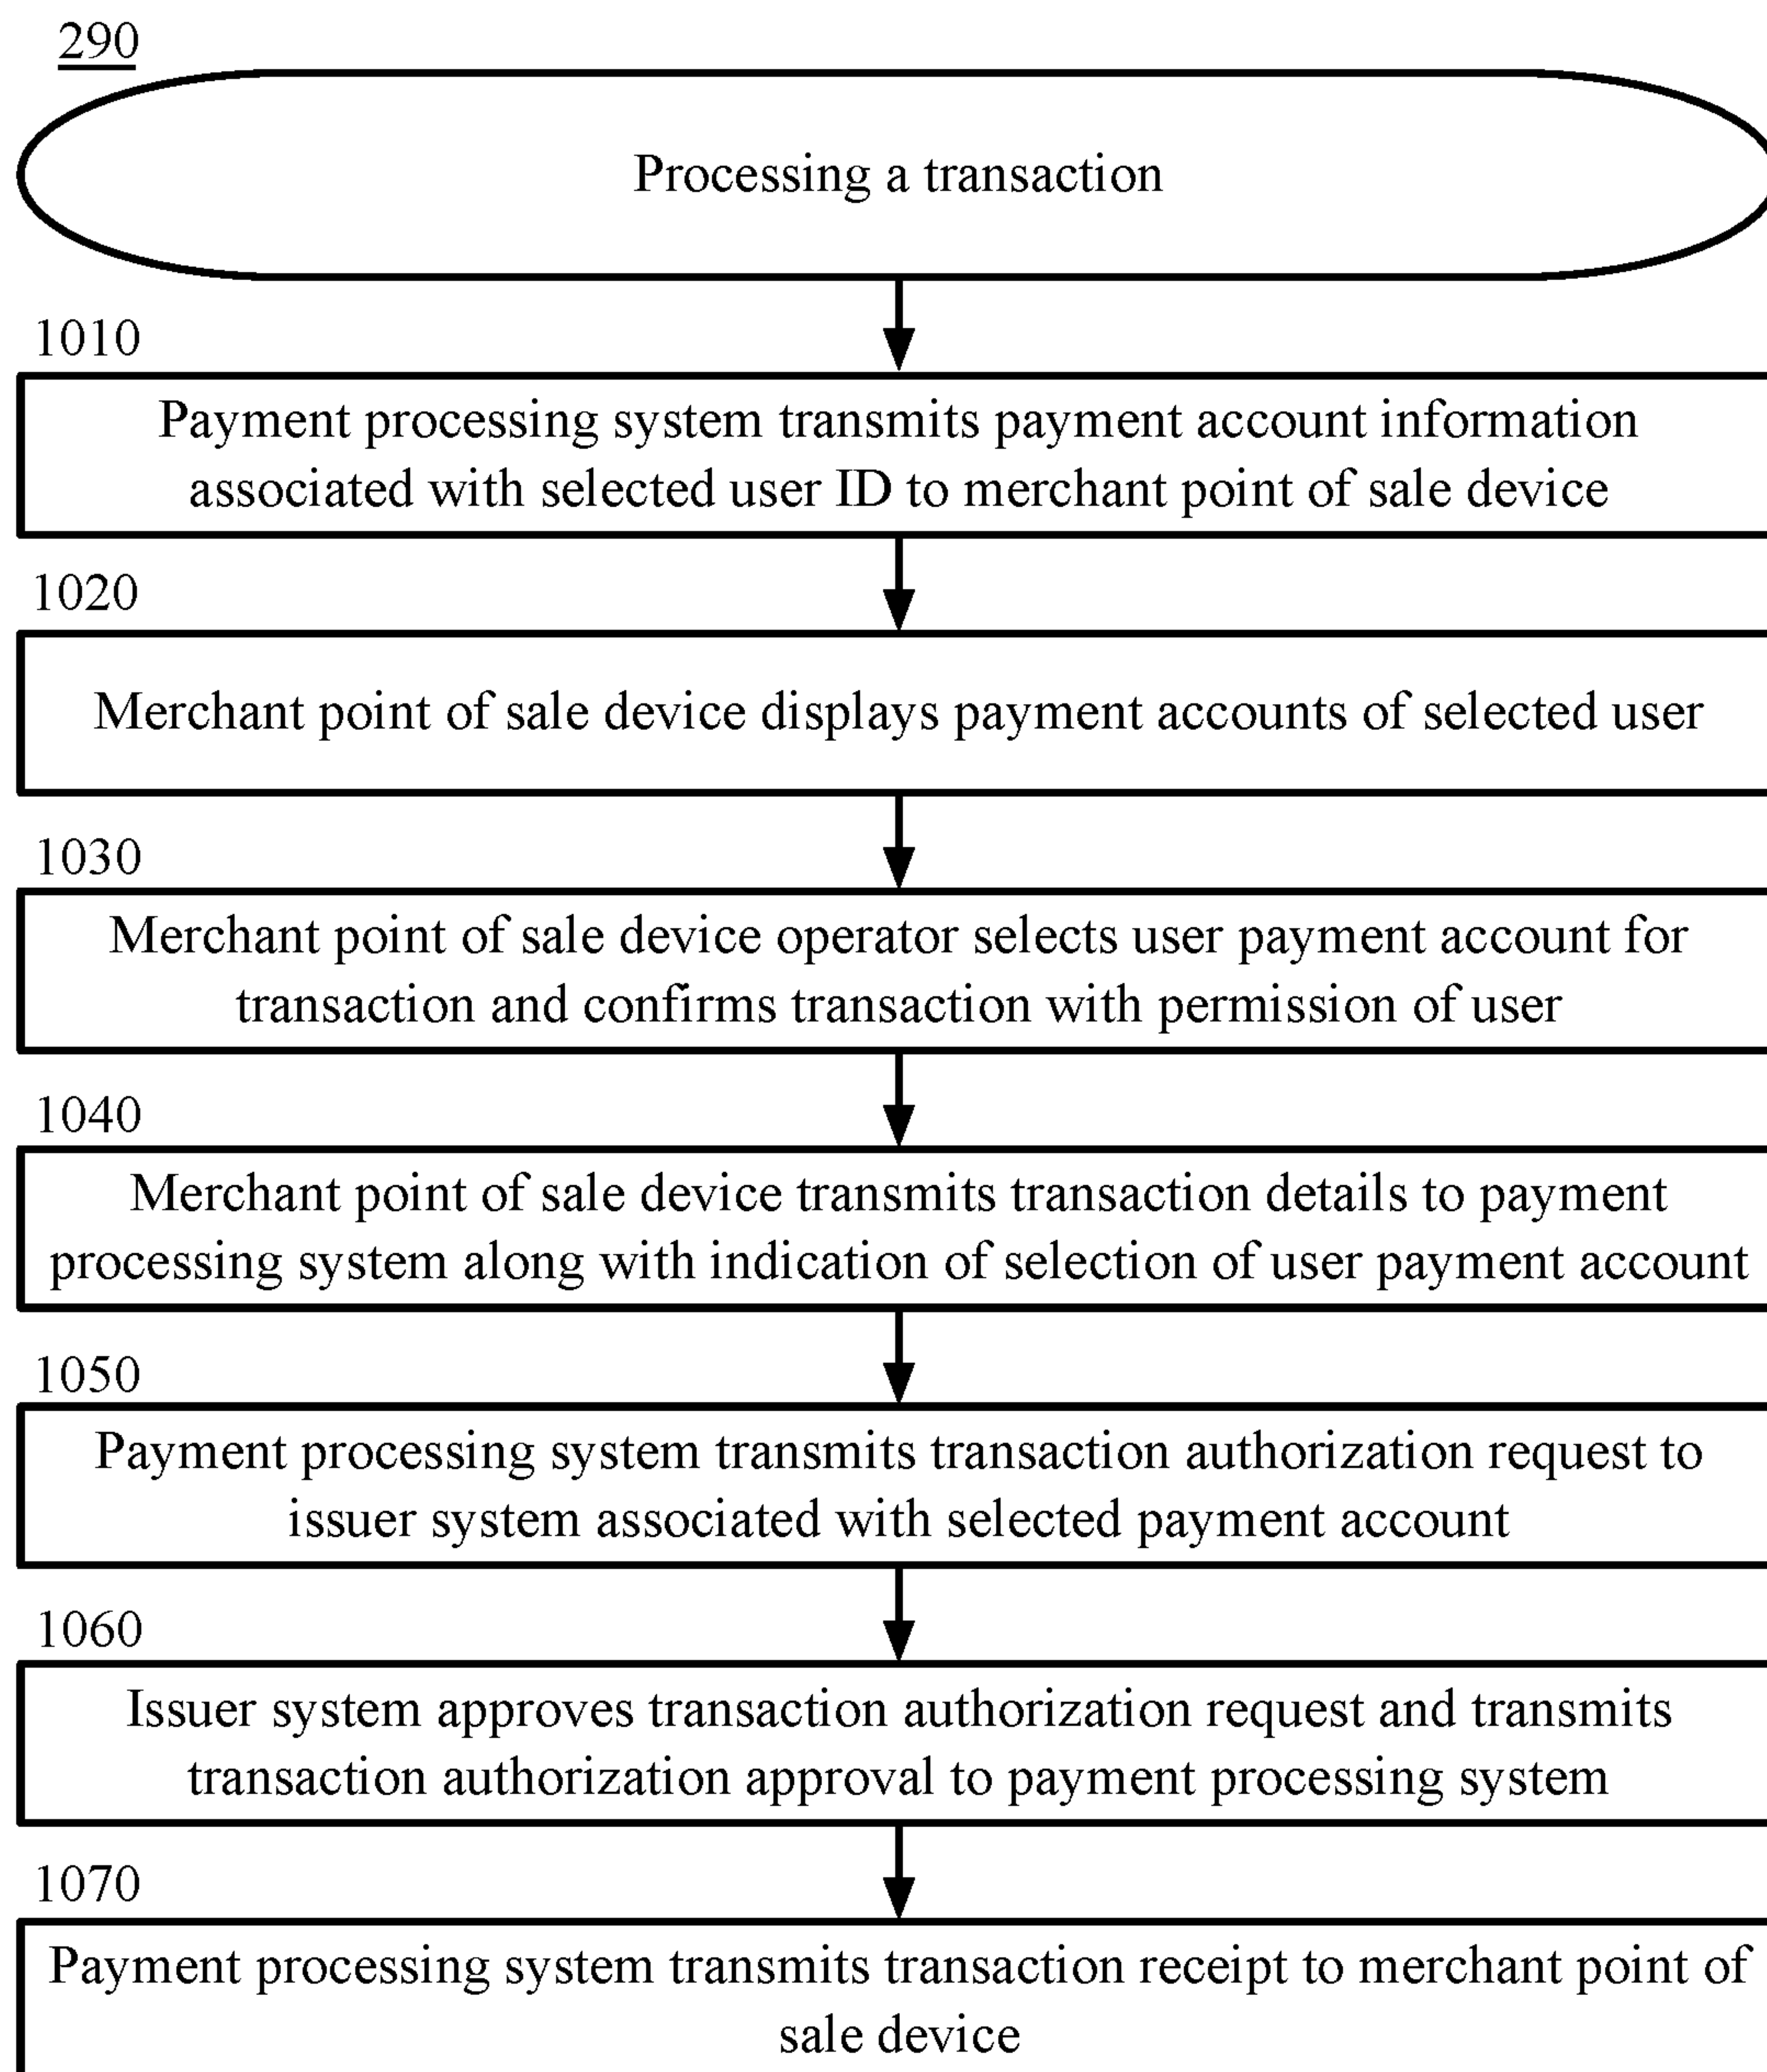 290
Processing a transaction
1010
Payment processing system transmits payment account information
associated with selected user ID to merchant point of sale device
1020
Merchant point of sale device displays payment accounts of selected user
1030
Merchant point of sale device operator selects user payment account for
transaction and confirms transaction with permission of user
1040
Merchant point of sale device transmits transaction details to payment
processing system along with indication of selection of user payment account
1050
Payment processing system transmits transaction authorization request to
issuer system associated with selected payment account
1060
Issuer system approves transaction authorization request and transmits
transaction authorization approval to payment processing system
1070
Payment processing system transmits transaction receipt to merchant point of
sale device